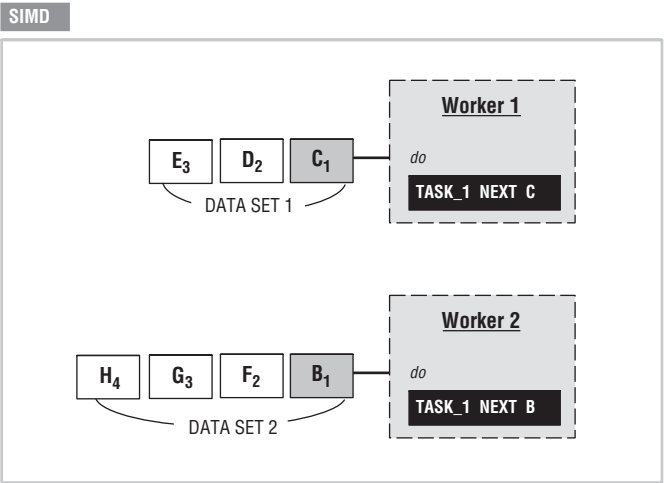 SIMD
Worker 1
E₃ D₂ C₁
do
TASK_1 NEXT C
DATA SET 1
Worker 2
H₄ G₃ F₂ B₁
do
TASK_1 NEXT B
DATA SET 2